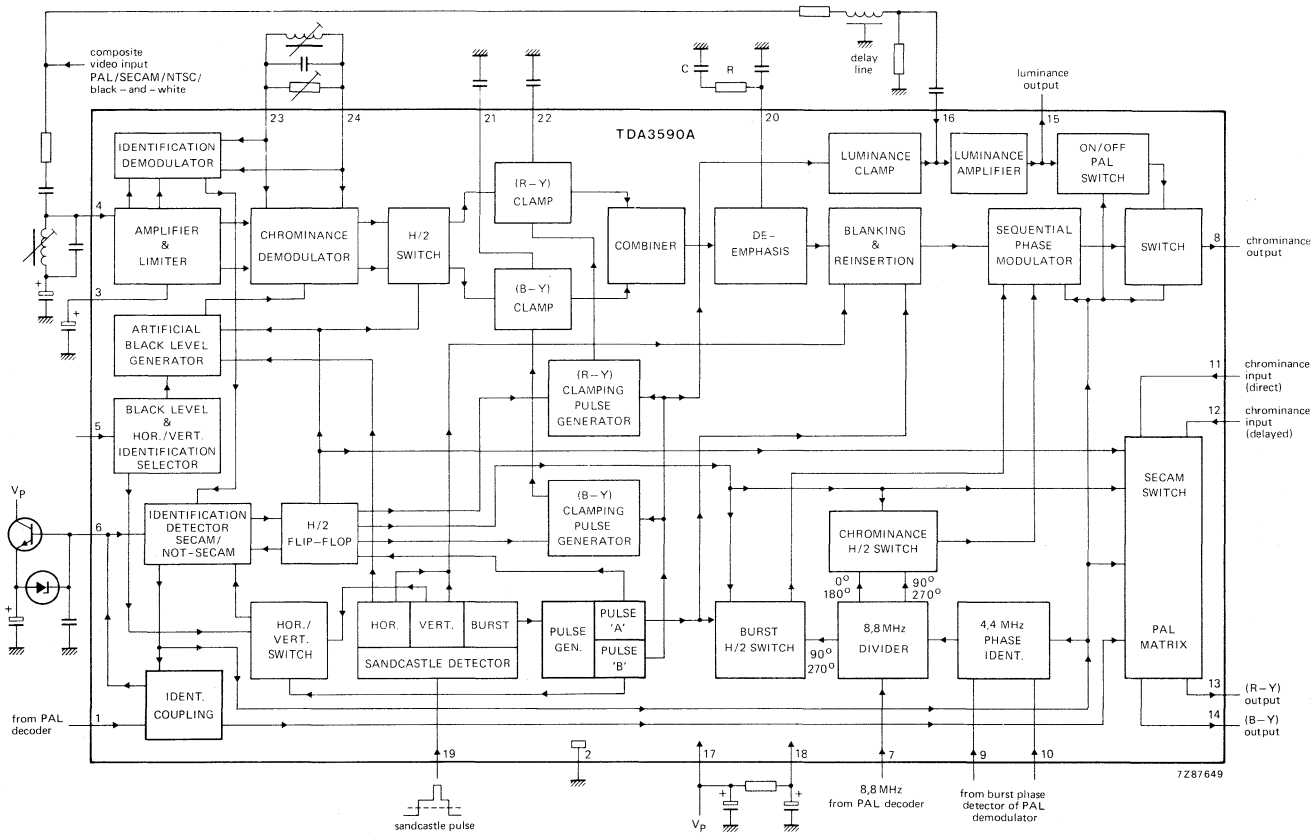 composite
video input
PAL/SECAM/NTSC/
black-and-white
delay
line
luminance
output
C
R
23
24
21
22
20
16
15
TDA3590A
IDENTIFICATION
DEMODULATOR
LUMINANCE
CLAMP
LUMINANCE
AMPLIFIER
ON/OFF
PAL
SWITCH
4
AMPLIFIER
&
LIMITER
CHROMINANCE
DEMODULATOR
H/2
SWITCH
(R-Y)
CLAMP
(B-Y)
CLAMP
COMBINER
DE-
EMPHASIS
BLANKING
&
REINSERTION
SEQUENTIAL
PHASE
MODULATOR
SWITCH
8
chrominance
output
+
3
+
ARTIFICIAL
BLACK LEVEL
GENERATOR
BLACK LEVEL
&
HOR./VERT.
IDENTIFICATION
SELECTOR
5
(R-Y)
CLAMPING
PULSE
GENERATOR
11
chrominance
input
(direct)
12
chrominance
input
(delayed)
VP
6
IDENTIFICATION
DETECTOR
SECAM/
NOT-SECAM
H/2
FLIP-FLOP
(B-Y)
CLAMPING
PULSE
GENERATOR
CHROMINANCE
H/2 SWITCH
SECAM
SWITCH
PAL
MATRIX
0°
180°
90°
270°
+
HOR./
VERT.
SWITCH
HOR.
VERT.
BURST
SANDCASTLE DETECTOR
PULSE
GEN.
PULSE
'A'
PULSE
'B'
BURST
H/2 SWITCH
90°
270°
8,8 MHz
DIVIDER
4,4 MHz
PHASE
IDENT.
13
(R-Y)
output
14
(B-Y)
output
from PAL
decoder
1
IDENT.
COUPLING
19
2
17
18
7
9
10
7Z87649
sandcastle pulse
+
+
VP
8,8 MHz
from PAL decoder
from burst phase
detector of PAL
demodulator